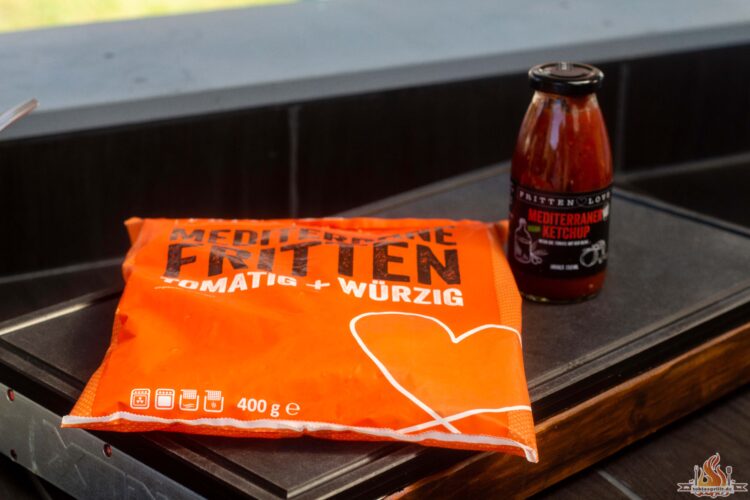 MEDITERRANE
FRITTEN
TOMATIG + WÜRZIG
400 g e
FRITTEN LOVE
MEDITERRANER
KETCHUP